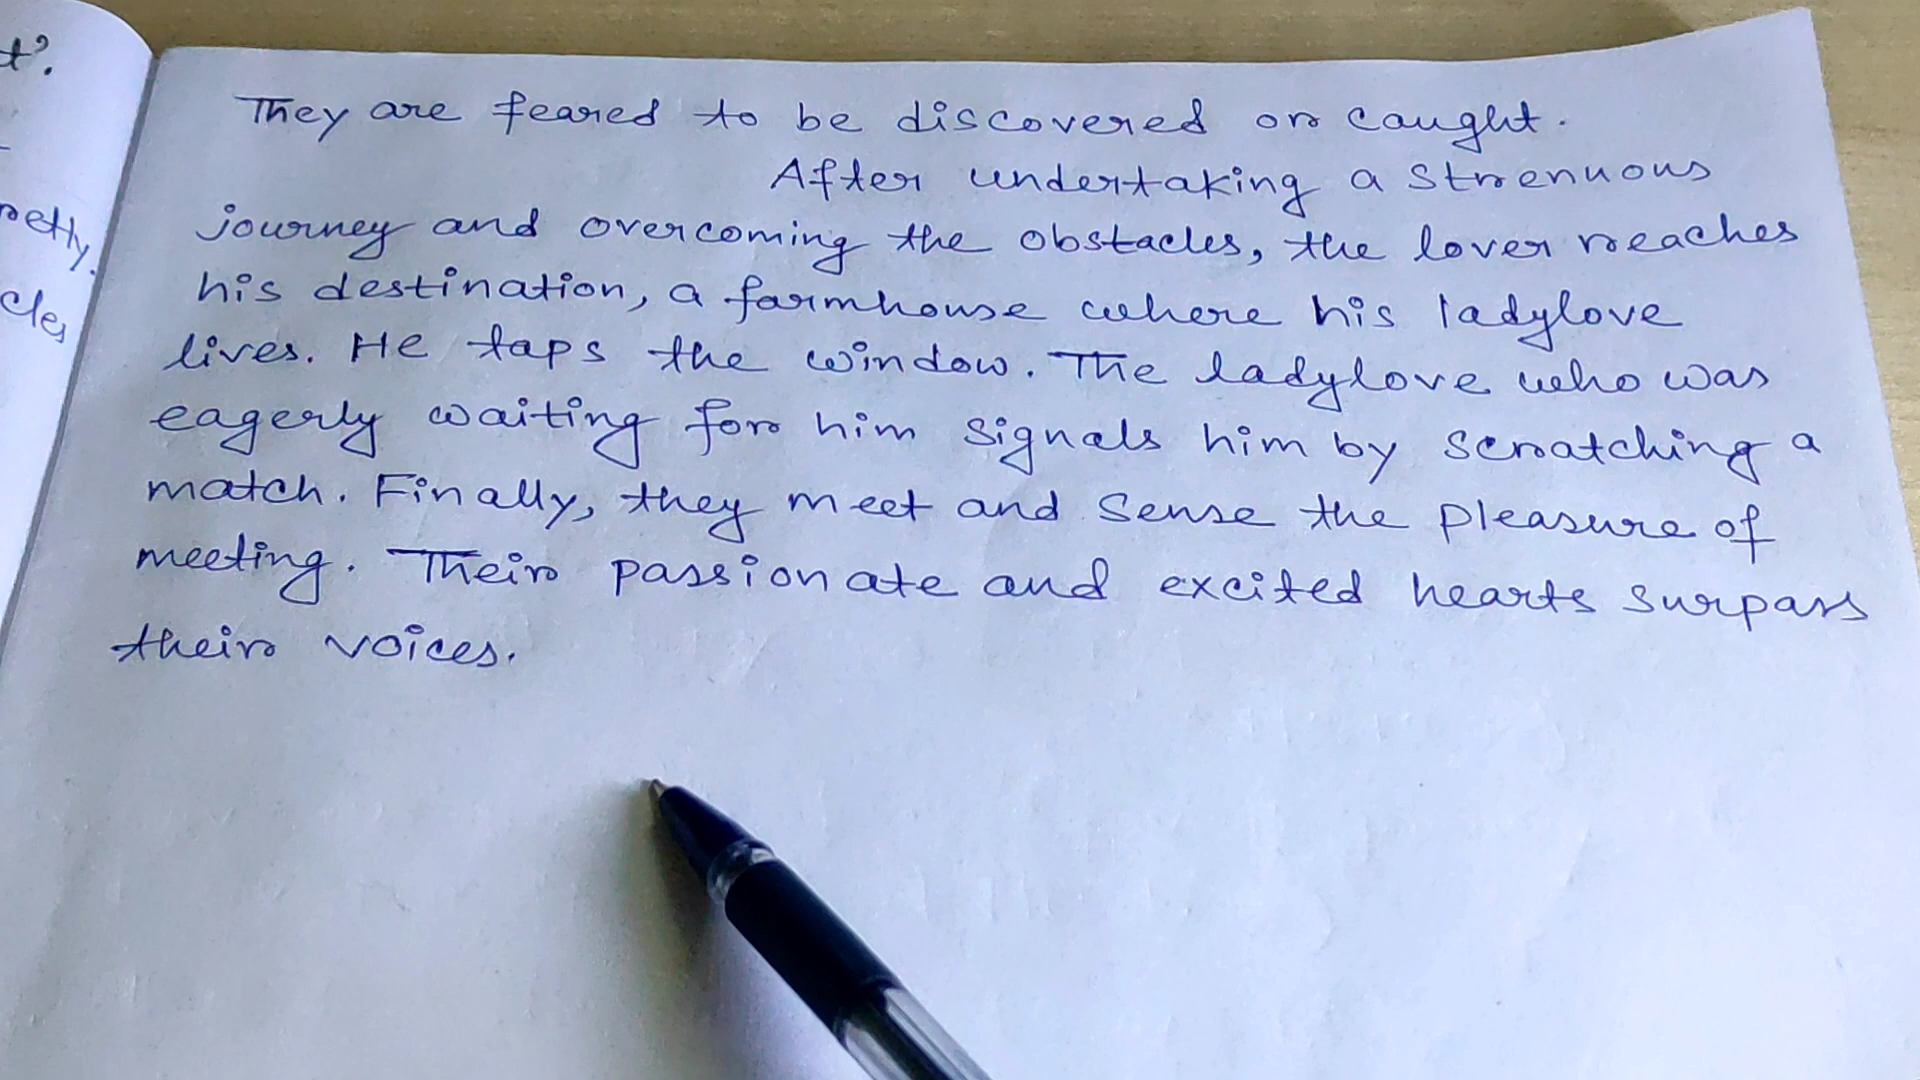 t?
retty.
cles
They are feared to be discovered or caught.
After undertaking a strenuous
journey and overcoming the obstacles, the lover reaches
his destination, a farmhouse where his ladylove
lives. He taps the window. The ladylove who was
eagerly waiting for him signals him by scratching a
match. Finally, they meet and sense the pleasure of
meeting. Their passionate and excited hearts surpass
their voices.